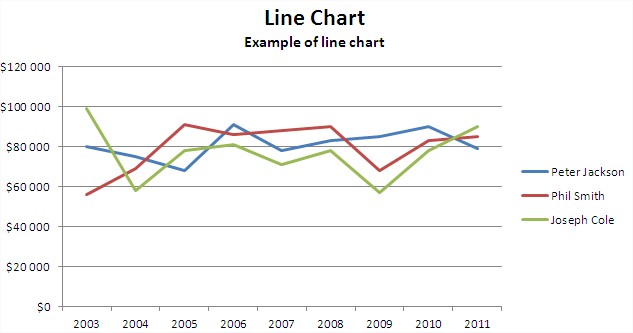 Line Chart
Example of line chart
$120 000
$100 000
$80 000
$60 000
$40 000
$20 000
$0
2003 2004 2005 2006 2007 2008 2009 2010 2011
Peter Jackson
Phil Smith
Joseph Cole